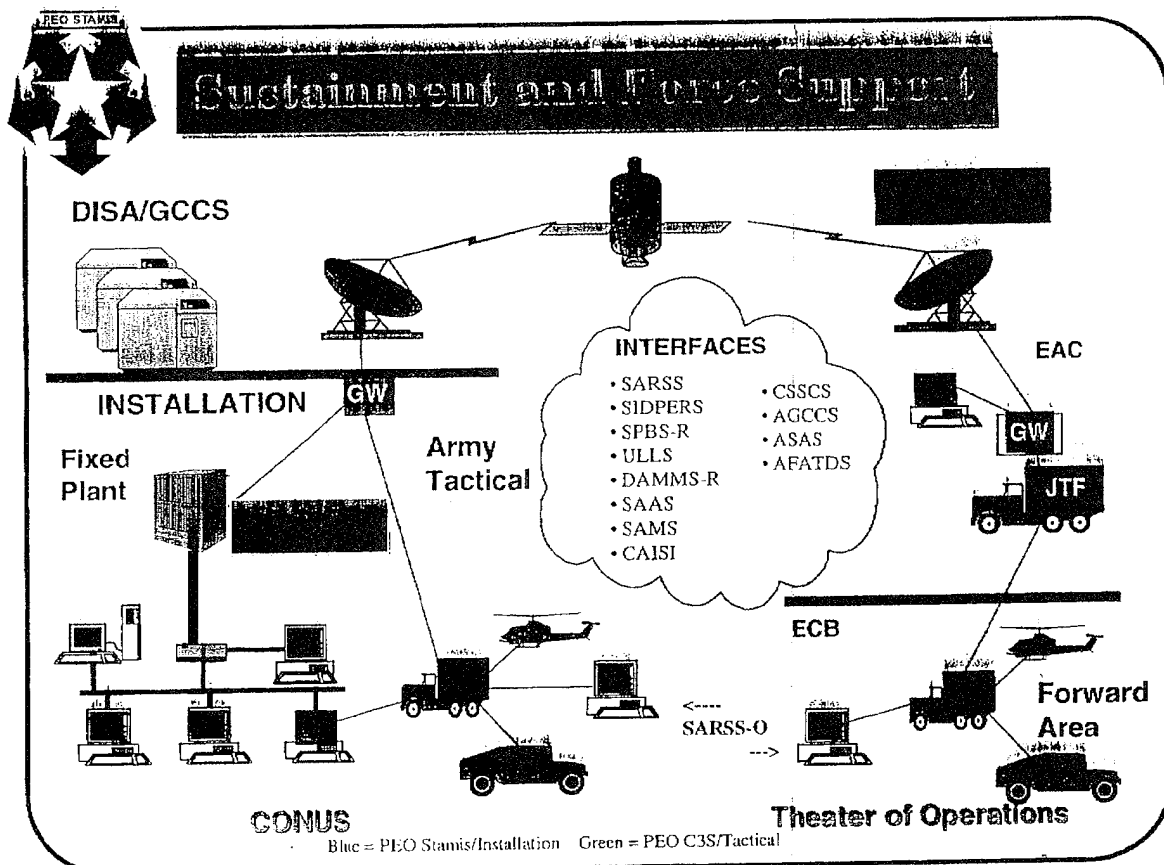 PEO STAMIS
Sustainment and Force Support
DISA/GCCS
INSTALLATION
GW
Fixed
Plant
Army
Tactical
INTERFACES
• SARSS
• SIDPERS
• SPBS-R
• ULLS
• DAMMS-R
• SAAS
• SAMS
• CAISI
• CSSCS
• AGCCS
• ASAS
• AFATDS
EAC
GW
JTF
ECB
Forward
Area
<----
SARSS-O
--->
CONUS
Theater of Operations
Blue = PEO Stamis/Installation Green = PEO C3S/Tactical